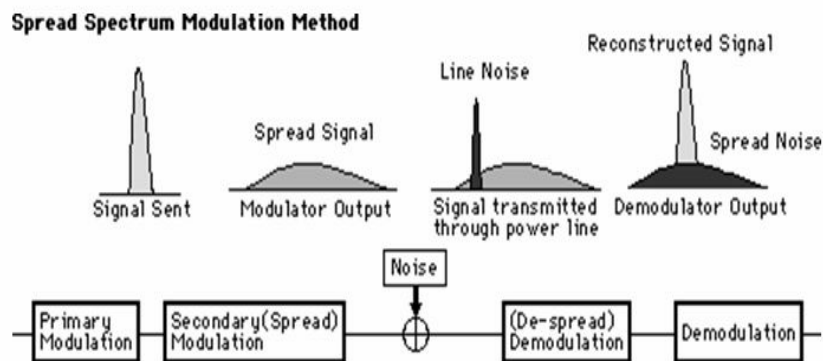 Spread Spectrum Modulation Method
Reconstructed Signal
Line Noise
Spread Signal
Spread Noise
Signal Sent
Modulator Output
Signal transmitted
through power line
Demodulator Output
Noise
Primary
Modulation
Secondary(Spread)
Modulation
(De-spread)
Demodulation
Demodulation